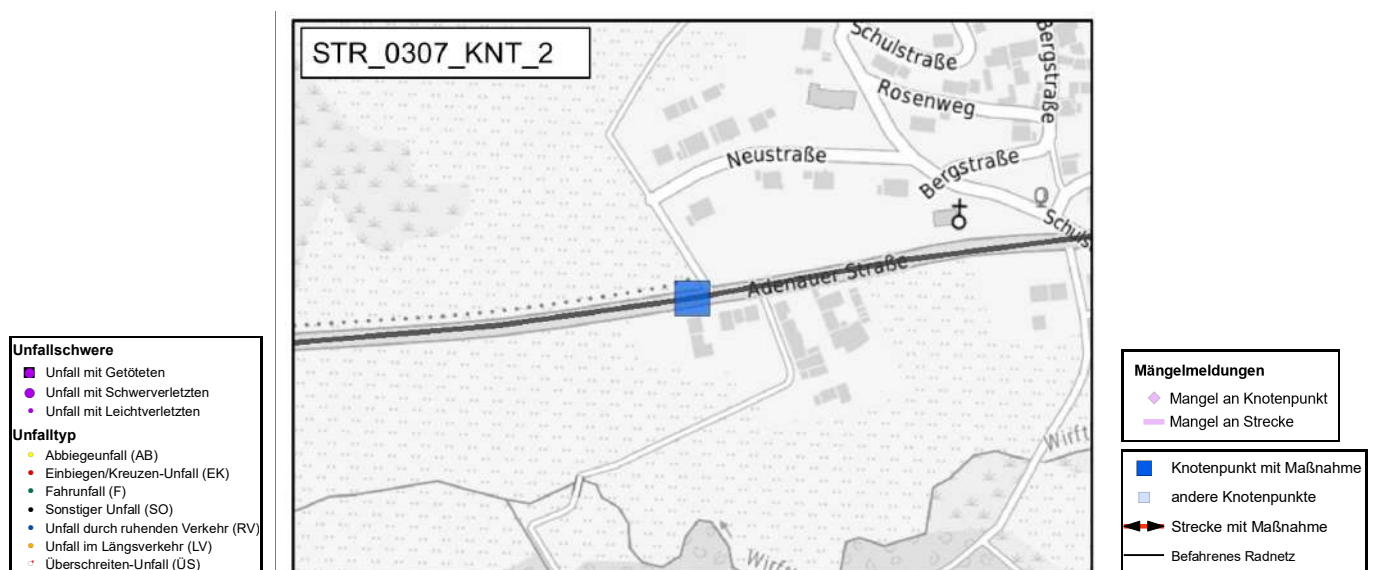 STR_0307_KNT_2
Schulstraße
Bergstraße
Rosenweg
Neustraße
Bergstraße
Schuls
Adenauer Straße
Wirft
Wirft
Unfallschwere
Unfall mit Getöteten
Unfall mit Schwerverletzten
Unfall mit Leichtverletzten
Unfalltyp
Abbiegeunfall (AB)
Einbiegen/Kreuzen-Unfall (EK)
Fahrunfall (F)
Sonstiger Unfall (SO)
Unfall durch ruhenden Verkehr (RV)
Unfall im Längsverkehr (LV)
Überschreiten-Unfall (ÜS)
Mängelmeldungen
Mangel an Knotenpunkt
Mangel an Strecke
Knotenpunkt mit Maßnahme
andere Knotenpunkte
Strecke mit Maßnahme
Befahrenes Radnetz